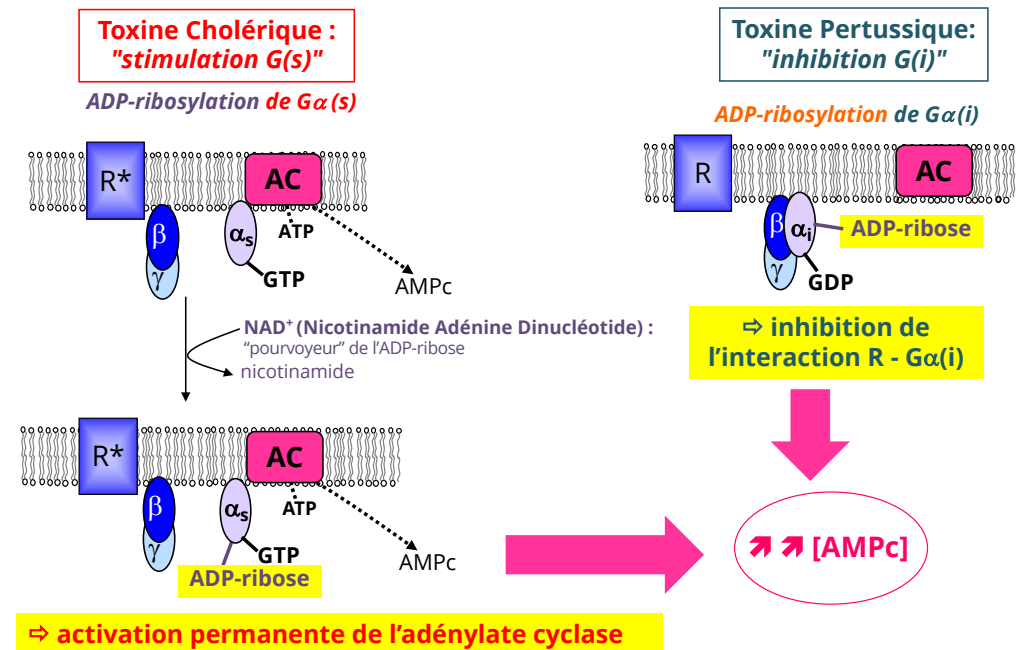 Toxine Cholérique :
"stimulation G(s)"
ADP-ribosylation de Gα (s)
R*
AC
β
αs
ATP
γ
GTP
AMPc
NAD+ (Nicotinamide Adénine Dinucléotide) :
“pourvoyeur” de l’ADP-ribose
nicotinamide
R*
AC
β
αs
ATP
γ
GTP
AMPc
ADP-ribose
⇨ activation permanente de l’adénylate cyclase
Toxine Pertussique:
"inhibition G(i)"
ADP-ribosylation de Gα(i)
R
AC
β
αi
ADP-ribose
γ
GDP
⇨ inhibition de
l’interaction R - Gα(i)
↗ ↗ [AMPc]